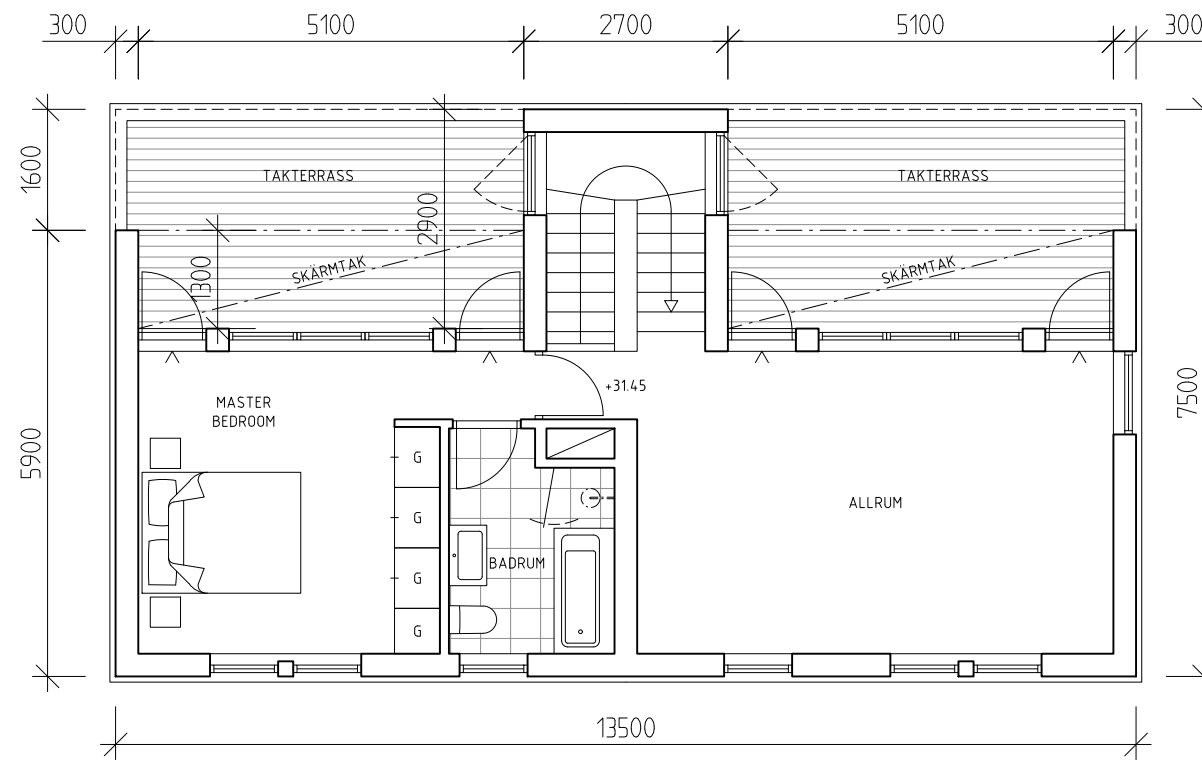 300
5100
2700
5100
300
1600
TAKTERRASS
TAKTERRASS
2900
1300
SKÄRMTAK
SKÄRMTAK
+31.45
MASTER
BEDROOM
7500
5900
G
G
G
G
BADRUM
ALLRUM
13500